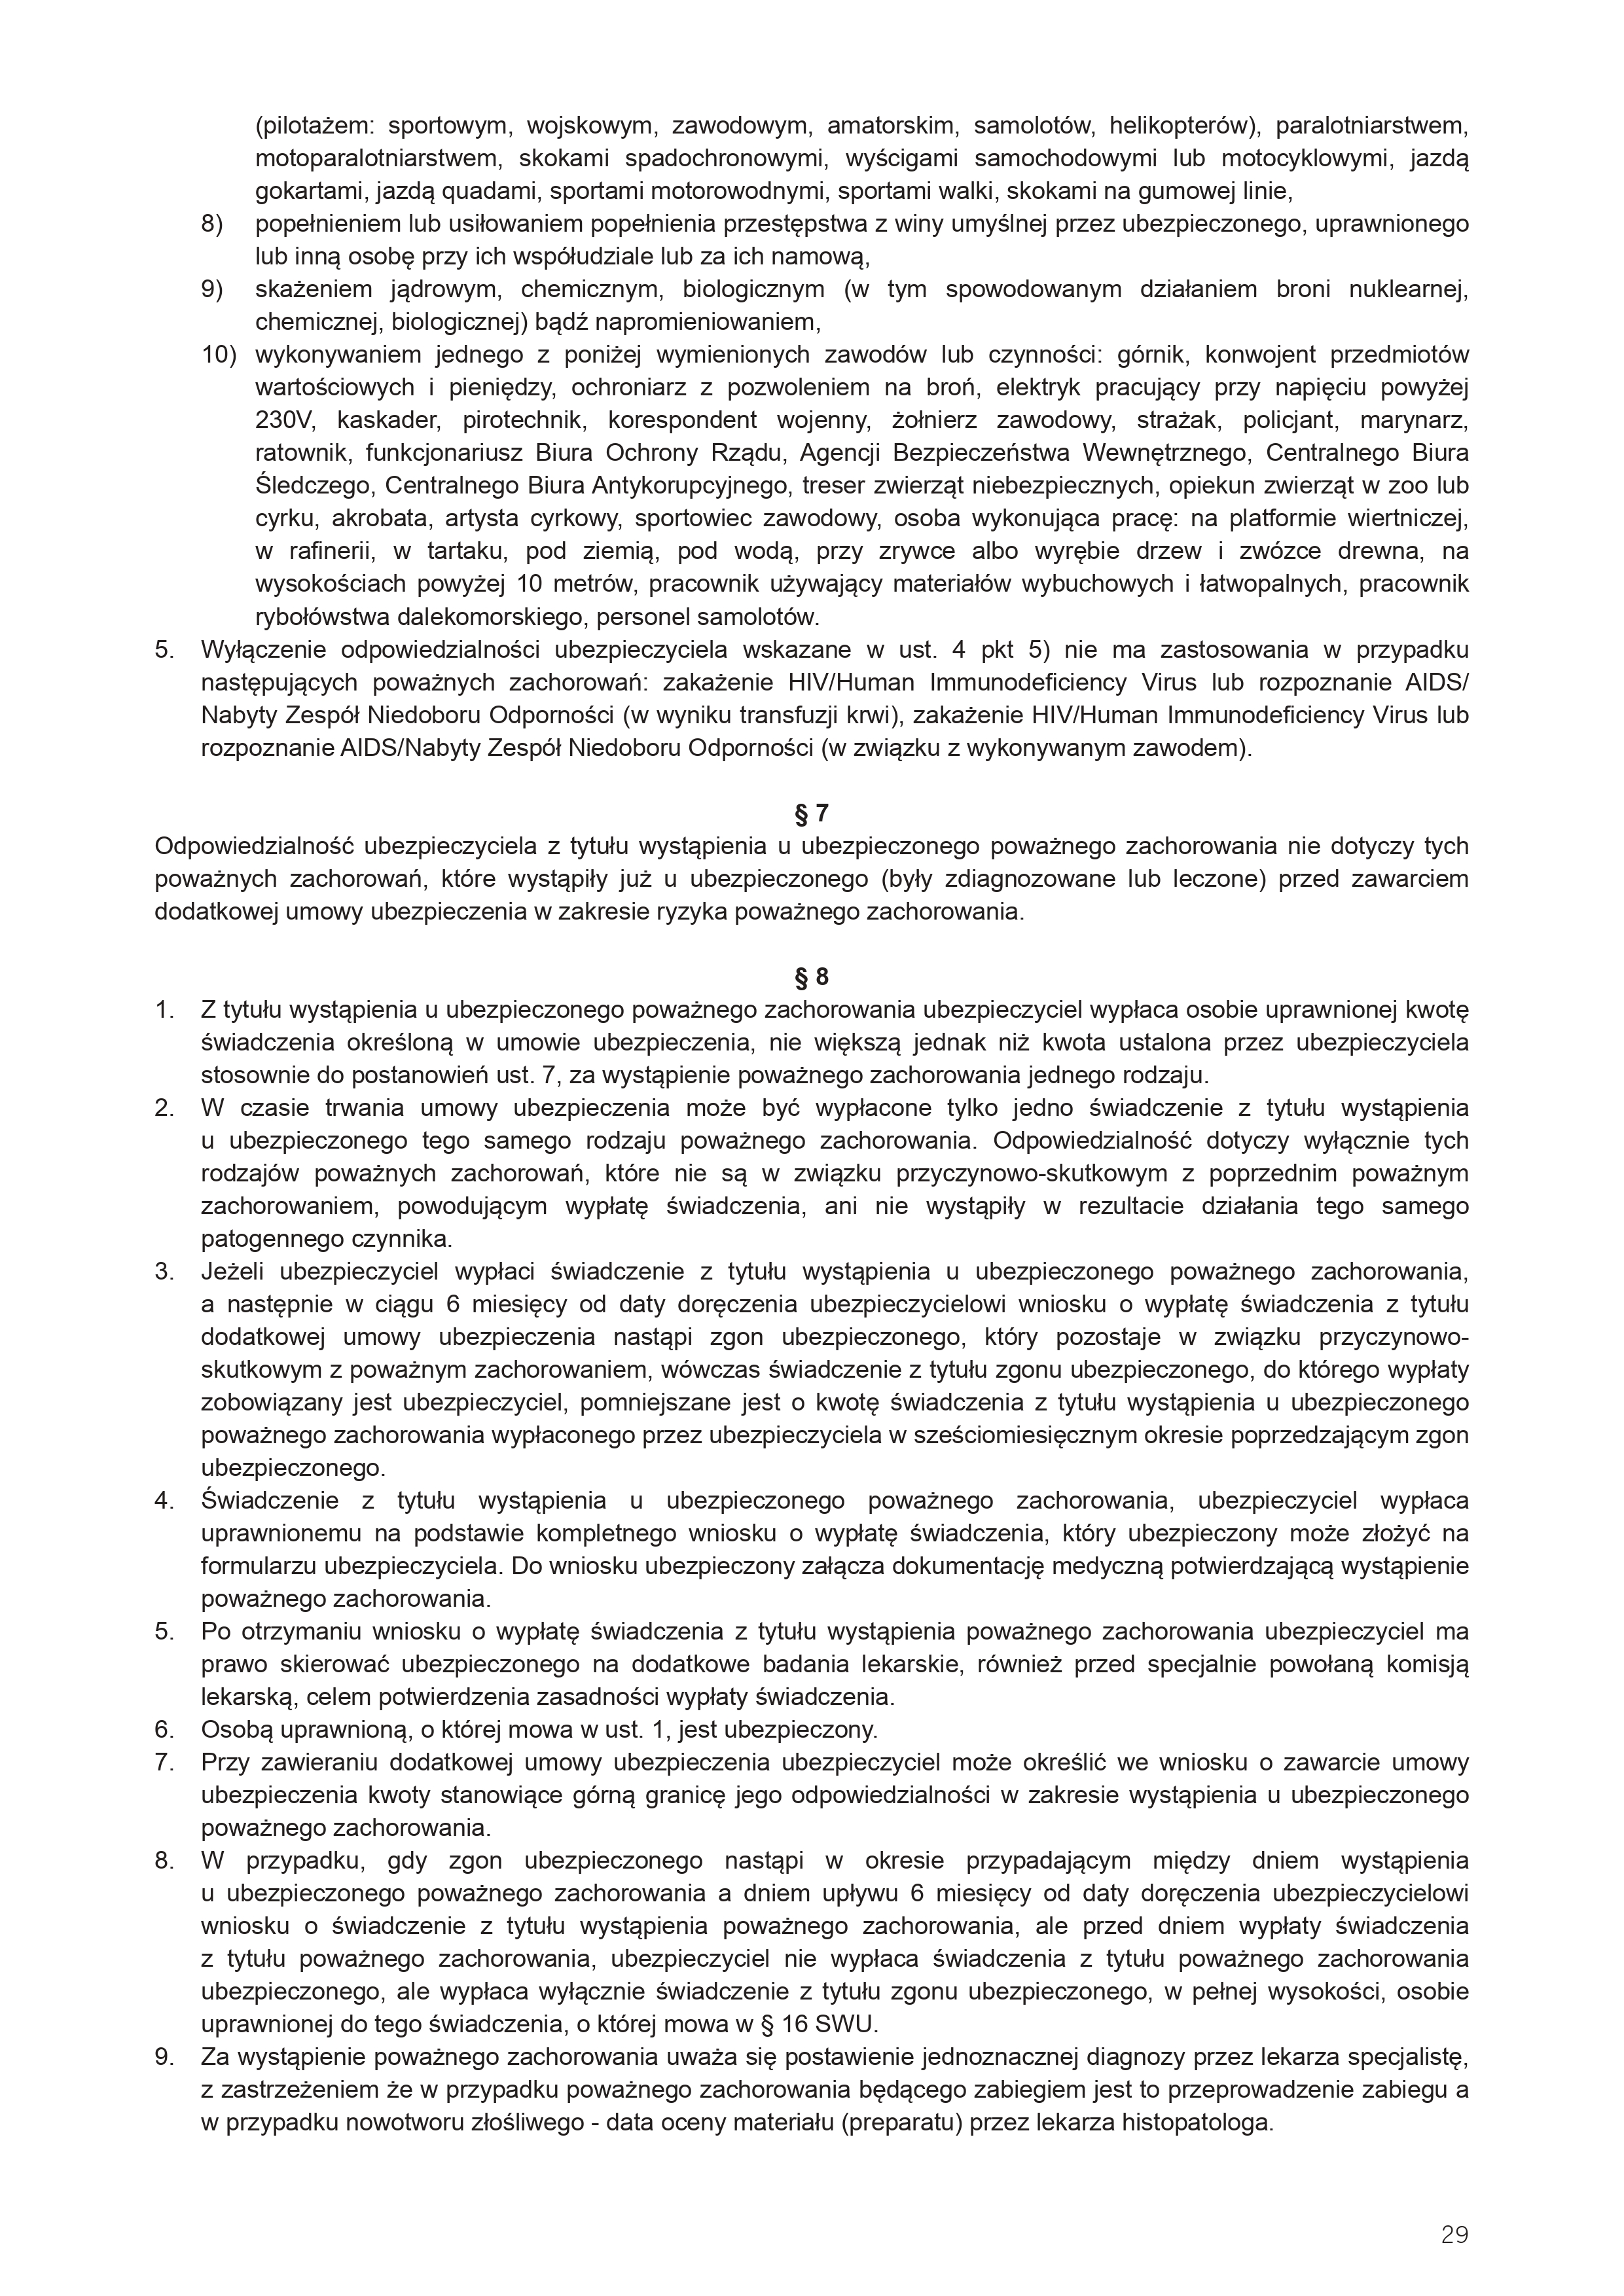 (pilotażem: sportowym, wojskowym, zawodowym, amatorskim, samolotów, helikopterów), paralotniarstwem,
motoparalotniarstwem, skokami spadochronowymi, wyścigami samochodowymi lub motocyklowymi, jazdą
gokartami, jazdą quadami, sportami motorowodnymi, sportami walki, skokami na gumowej linie,
8) popełnieniem lub usiłowaniem popełnienia przestępstwa z winy umyślnej przez ubezpieczonego, uprawnionego
lub inną osobę przy ich współudziale lub za ich namową,
9) skażeniem jądrowym, chemicznym, biologicznym (w tym spowodowanym działaniem broni nuklearnej,
chemicznej, biologicznej) bądź napromieniowaniem,
10) wykonywaniem jednego z poniżej wymienionych zawodów lub czynności: górnik, konwojent przedmiotów
wartościowych i pieniędzy, ochroniarz z pozwoleniem na broń, elektryk pracujący przy napięciu powyżej
230V, kaskader, pirotechnik, korespondent wojenny, żołnierz zawodowy, strażak, policjant, marynarz,
ratownik, funkcjonariusz Biura Ochrony Rządu, Agencji Bezpieczeństwa Wewnętrznego, Centralnego Biura
Śledczego, Centralnego Biura Antykorupcyjnego, treser zwierząt niebezpiecznych, opiekun zwierząt w zoo lub
cyrku, akrobata, artysta cyrkowy, sportowiec zawodowy, osoba wykonująca pracę: na platformie wiertniczej,
w rafinerii, w tartaku, pod ziemią, pod wodą, przy zrywce albo wyrębie drzew i zwózce drewna, na
wysokościach powyżej 10 metrów, pracownik używający materiałów wybuchowych i łatwopalnych, pracownik
rybołówstwa dalekomorskiego, personel samolotów.
5. Wyłączenie odpowiedzialności ubezpieczyciela wskazane w ust. 4 pkt 5) nie ma zastosowania w przypadku
następujących poważnych zachorowań: zakażenie HIV/Human Immunodeficiency Virus lub rozpoznanie AIDS/
Nabyty Zespół Niedoboru Odporności (w wyniku transfuzji krwi), zakażenie HIV/Human Immunodeficiency Virus lub
rozpoznanie AIDS/Nabyty Zespół Niedoboru Odporności (w związku z wykonywanym zawodem).
§ 7
Odpowiedzialność ubezpieczyciela z tytułu wystąpienia u ubezpieczonego poważnego zachorowania nie dotyczy tych
poważnych zachorowań, które wystąpiły już u ubezpieczonego (były zdiagnozowane lub leczone) przed zawarciem
dodatkowej umowy ubezpieczenia w zakresie ryzyka poważnego zachorowania.
§ 8
1. Z tytułu wystąpienia u ubezpieczonego poważnego zachorowania ubezpieczyciel wypłaca osobie uprawnionej kwotę
świadczenia określoną w umowie ubezpieczenia, nie większą jednak niż kwota ustalona przez ubezpieczyciela
stosownie do postanowień ust. 7, za wystąpienie poważnego zachorowania jednego rodzaju.
2. W czasie trwania umowy ubezpieczenia może być wypłacone tylko jedno świadczenie z tytułu wystąpienia
u ubezpieczonego tego samego rodzaju poważnego zachorowania. Odpowiedzialność dotyczy wyłącznie tych
rodzajów poważnych zachorowań, które nie są w związku przyczynowo-skutkowym z poprzednim poważnym
zachorowaniem, powodującym wypłatę świadczenia, ani nie wystąpiły w rezultacie działania tego samego
patogennego czynnika.
3. Jeżeli ubezpieczyciel wypłaci świadczenie z tytułu wystąpienia u ubezpieczonego poważnego zachorowania,
a następnie w ciągu 6 miesięcy od daty doręczenia ubezpieczycielowi wniosku o wypłatę świadczenia z tytułu
dodatkowej umowy ubezpieczenia nastąpi zgon ubezpieczonego, który pozostaje w związku przyczynowo-
skutkowym z poważnym zachorowaniem, wówczas świadczenie z tytułu zgonu ubezpieczonego, do którego wypłaty
zobowiązany jest ubezpieczyciel, pomniejszane jest o kwotę świadczenia z tytułu wystąpienia u ubezpieczonego
poważnego zachorowania wypłaconego przez ubezpieczyciela w sześciomiesięcznym okresie poprzedzającym zgon
ubezpieczonego.
4. Świadczenie z tytułu wystąpienia u ubezpieczonego poważnego zachorowania, ubezpieczyciel wypłaca
uprawnionemu na podstawie kompletnego wniosku o wypłatę świadczenia, który ubezpieczony może złożyć na
formularzu ubezpieczyciela. Do wniosku ubezpieczony załącza dokumentację medyczną potwierdzającą wystąpienie
poważnego zachorowania.
5. Po otrzymaniu wniosku o wypłatę świadczenia z tytułu wystąpienia poważnego zachorowania ubezpieczyciel ma
prawo skierować ubezpieczonego na dodatkowe badania lekarskie, również przed specjalnie powołaną komisją
lekarską, celem potwierdzenia zasadności wypłaty świadczenia.
6. Osobą uprawnioną, o której mowa w ust. 1, jest ubezpieczony.
7. Przy zawieraniu dodatkowej umowy ubezpieczenia ubezpieczyciel może określić we wniosku o zawarcie umowy
ubezpieczenia kwoty stanowiące górną granicę jego odpowiedzialności w zakresie wystąpienia u ubezpieczonego
poważnego zachorowania.
8. W przypadku, gdy zgon ubezpieczonego nastąpi w okresie przypadającym między dniem wystąpienia
u ubezpieczonego poważnego zachorowania a dniem upływu 6 miesięcy od daty doręczenia ubezpieczycielowi
wniosku o świadczenie z tytułu wystąpienia poważnego zachorowania, ale przed dniem wypłaty świadczenia
z tytułu poważnego zachorowania, ubezpieczyciel nie wypłaca świadczenia z tytułu poważnego zachorowania
ubezpieczonego, ale wypłaca wyłącznie świadczenie z tytułu zgonu ubezpieczonego, w pełnej wysokości, osobie
uprawnionej do tego świadczenia, o której mowa w § 16 SWU.
9. Za wystąpienie poważnego zachorowania uważa się postawienie jednoznacznej diagnozy przez lekarza specjalistę,
z zastrzeżeniem że w przypadku poważnego zachorowania będącego zabiegiem jest to przeprowadzenie zabiegu a
w przypadku nowotworu złośliwego - data oceny materiału (preparatu) przez lekarza histopatologa.
29